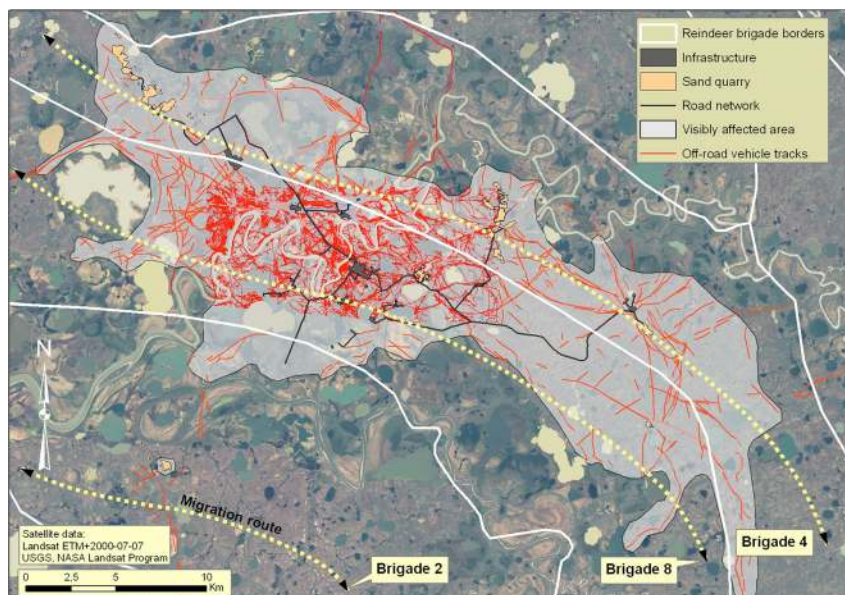 Reindeer brigade borders
Infrastructure
Sand quarry
Road network
Visibly affected area
Off-road vehicle tracks
N
Migration route
Satellite data:
Landsat ETM+2000-07-07
USGS, NASA Landsat Program
0 2,5 5 10
Km
Brigade 2
Brigade 8
Brigade 4